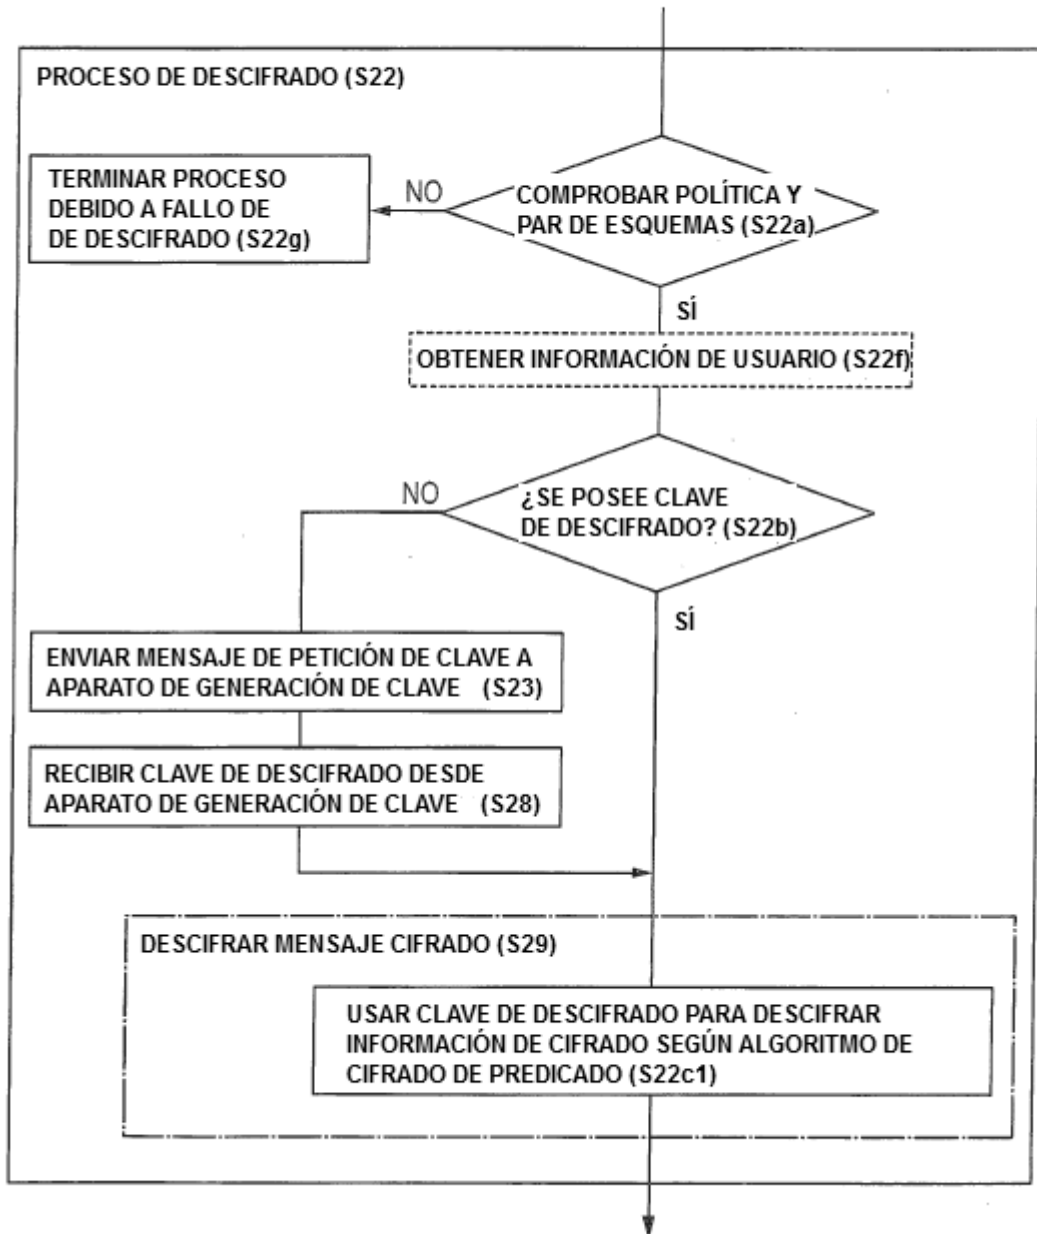 PROCESO DE DESCIFRADO (S22)
TERMINAR PROCESO
DEBIDO A FALLO DE
DE DESCIFRADO (S22g)
NO
COMPROBAR POLÍTICA Y
PAR DE ESQUEMAS (S22a)
SÍ
OBTENER INFORMACIÓN DE USUARIO (S22f)
NO
¿SE POSEE CLAVE
DE DESCIFRADO? (S22b)
SÍ
ENVIAR MENSAJE DE PETICIÓN DE CLAVE A
APARATO DE GENERACIÓN DE CLAVE (S23)
RECIBIR CLAVE DE DESCIFRADO DESDE
APARATO DE GENERACIÓN DE CLAVE (S28)
DESCIFRAR MENSAJE CIFRADO (S29)
USAR CLAVE DE DESCIFRADO PARA DESCIFRAR
INFORMACIÓN DE CIFRADO SEGÚN ALGORITMO DE
CIFRADO DE PREDICADO (S22c1)